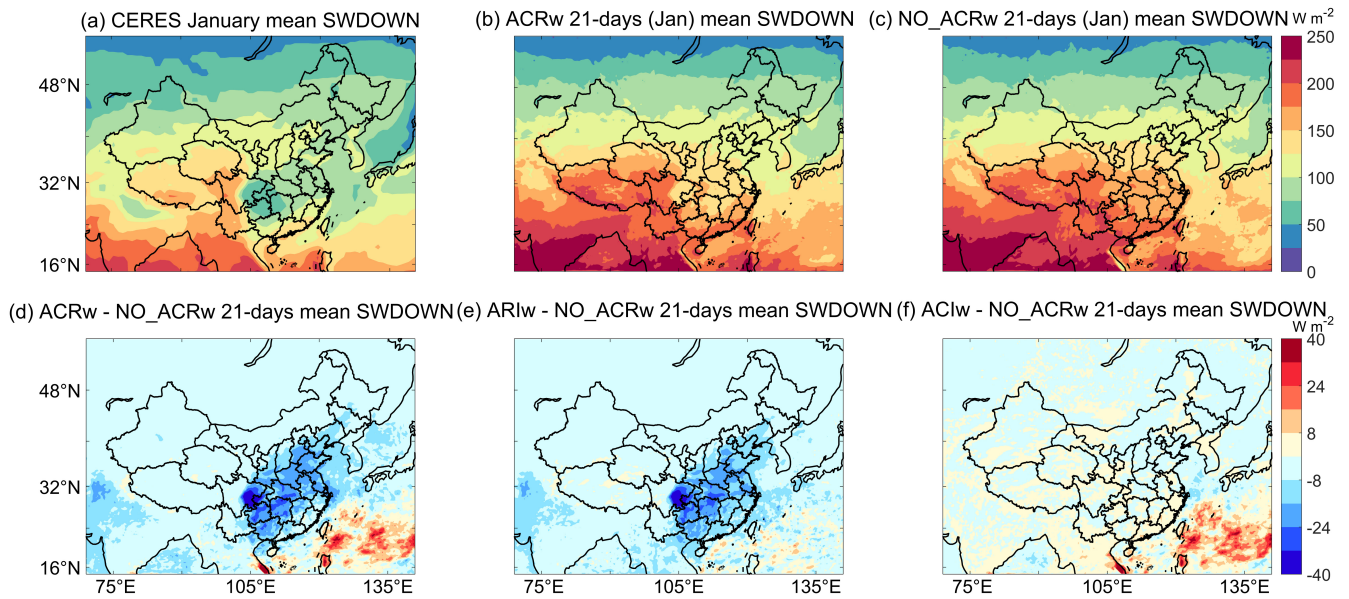 (a) CERES January mean SWDOWN
(b) ACRw 21-days (Jan) mean SWDOWN
(c) NO_ACRw 21-days (Jan) mean SWDOWN
W m-2
48°N
32°N
16°N
250
200
150
100
50
0
(d) ACRw - NO_ACRw 21-days mean SWDOWN
(e) ARIw - NO_ACRw 21-days mean SWDOWN
(f) ACIw - NO_ACRw 21-days mean SWDOWN
W m-2
48°N
32°N
16°N
40
24
8
-8
-24
-40
75°E
105°E
135°E
75°E
105°E
135°E
75°E
105°E
135°E